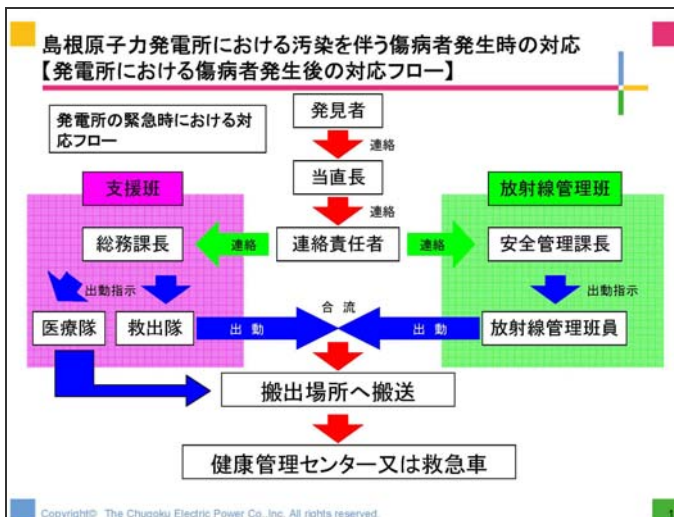 島根原子力発電所における汚染を伴う傷病者発生時の対応
【発電所における傷病者発生後の対応フロー】
発電所の緊急時における対
応フロー
発見者
連絡
当直長
連絡
支援班
放射線管理班
総務課長
連絡
連絡責任者
連絡
安全管理課長
出動指示
出動指示
医療隊
救出隊
出 動
合 流
出 動
放射線管理班員
搬出場所へ搬送
健康管理センター又は救急車
Copyright© The Chugoku Electric Power Co.,Inc. All rights reserved.
1